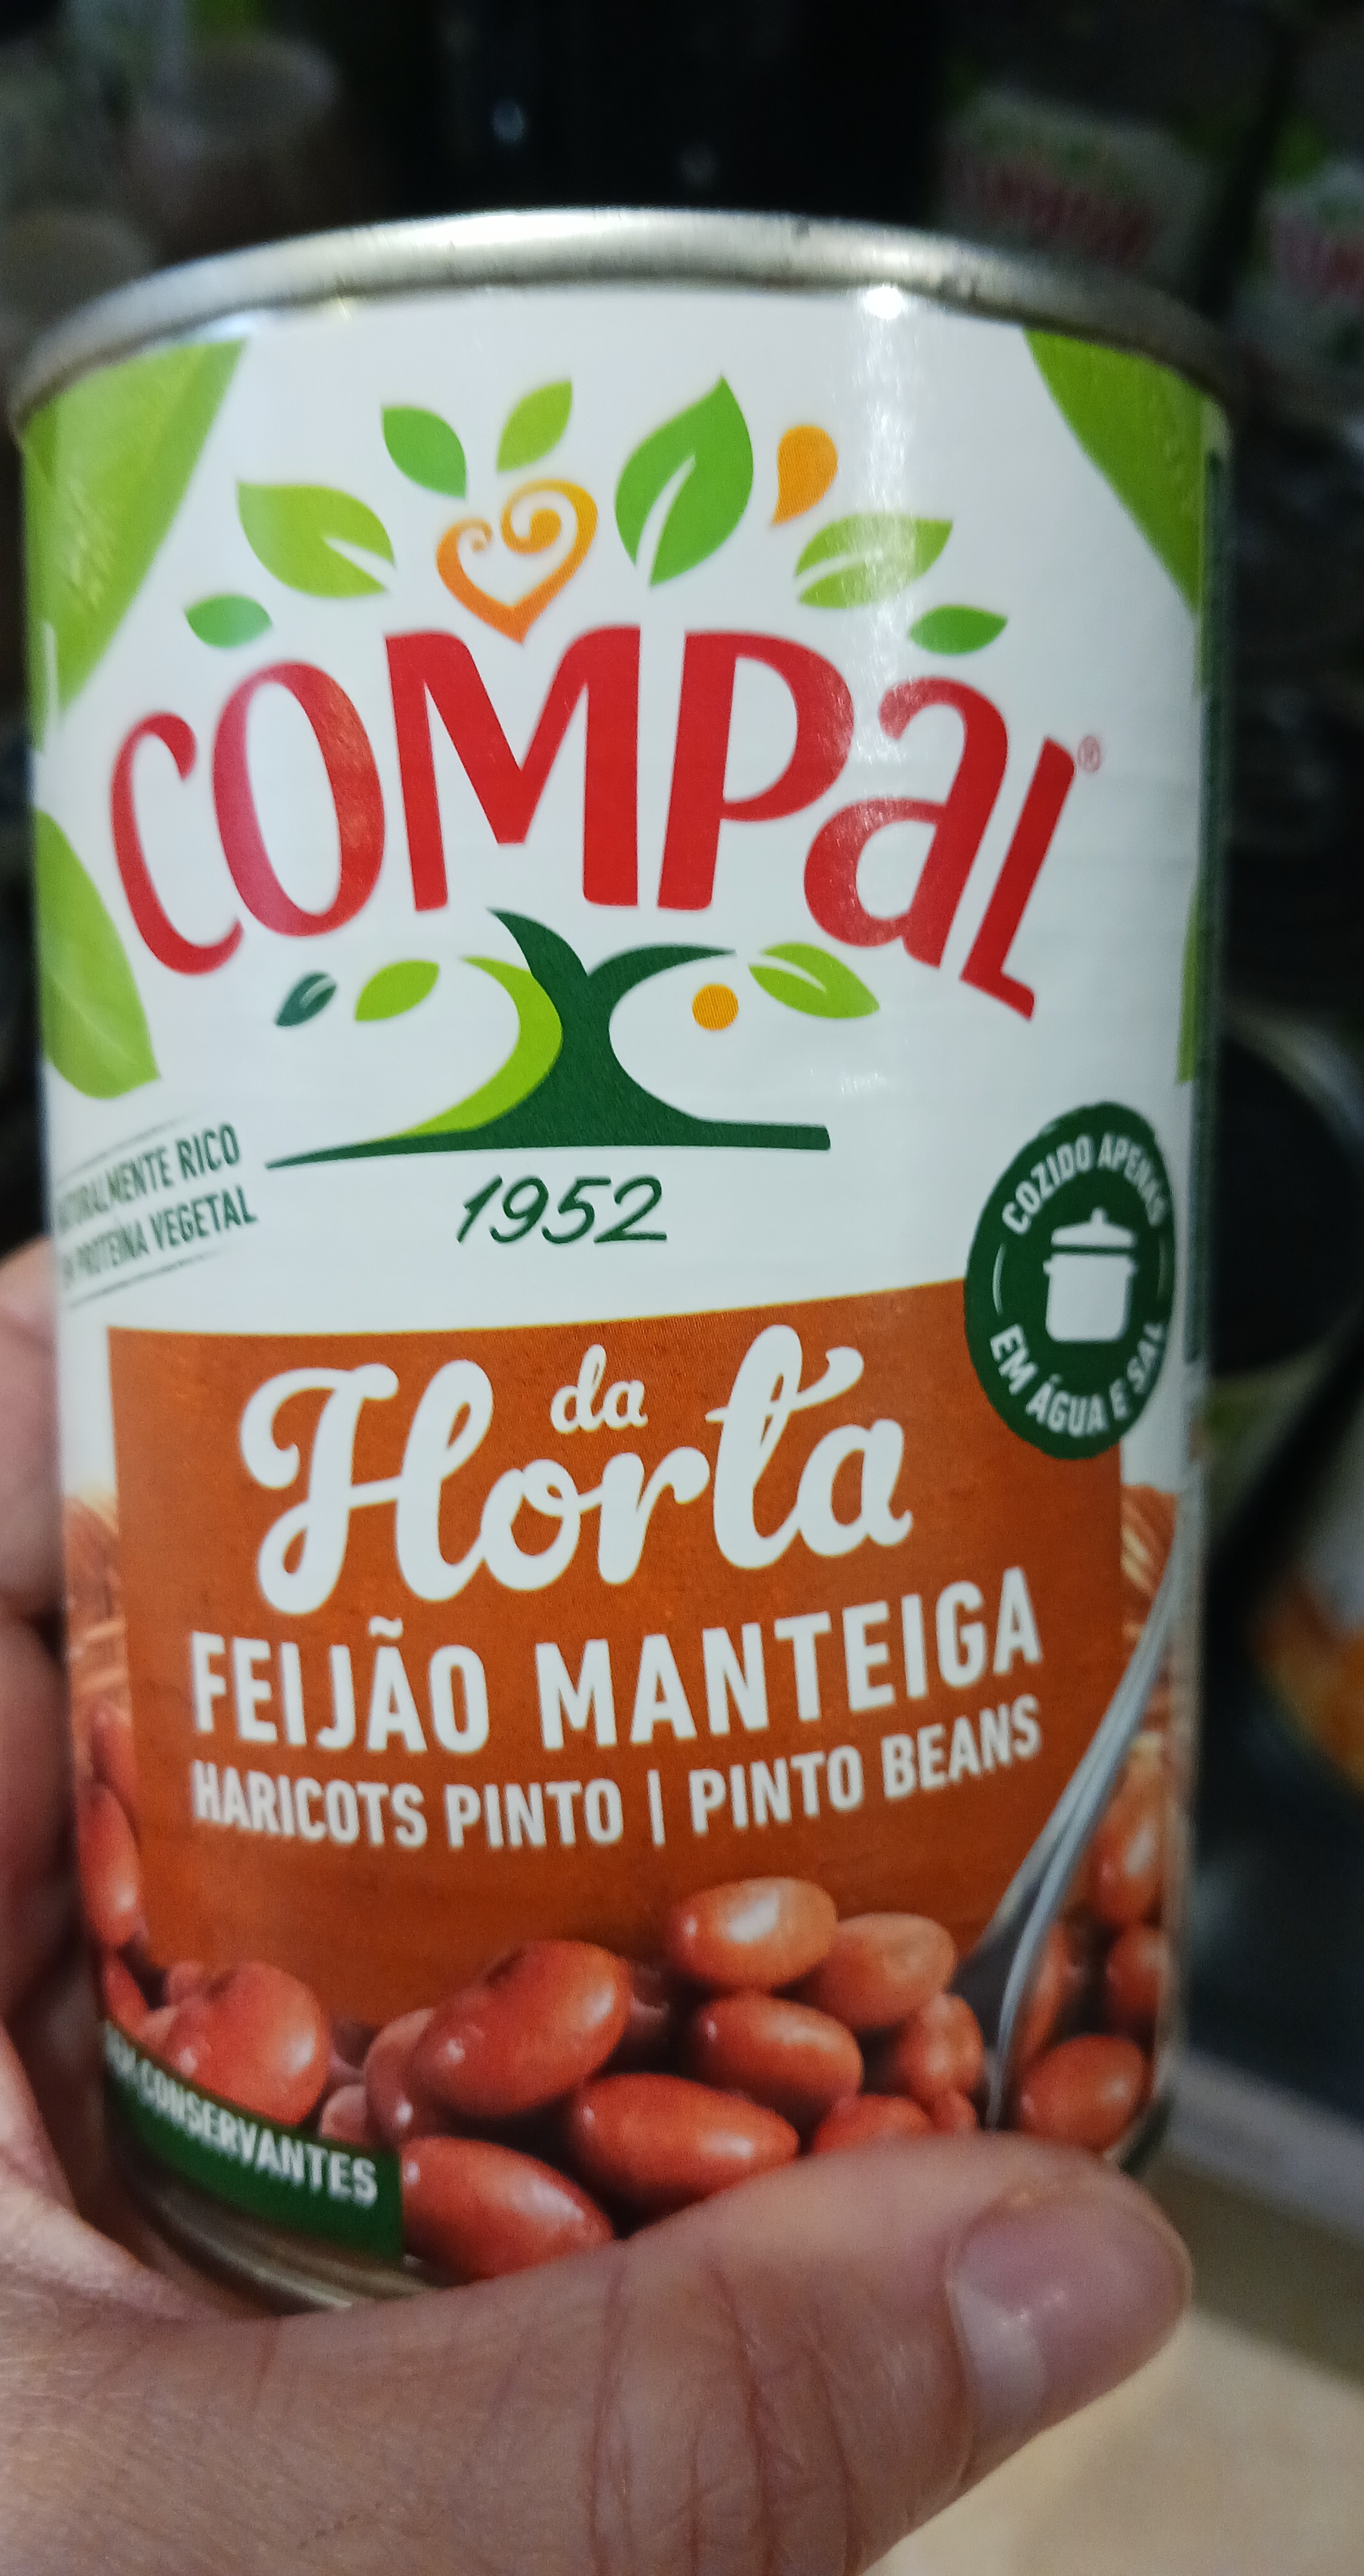 COMPAL®
NATURALMENTE RICO
EM PROTEÍNA VEGETAL
1952
COZIDO APENAS
EM ÁGUA E SAL
da
Horta
FEIJÃO MANTEIGA
HARICOTS PINTO | PINTO BEANS
SEM CONSERVANTES